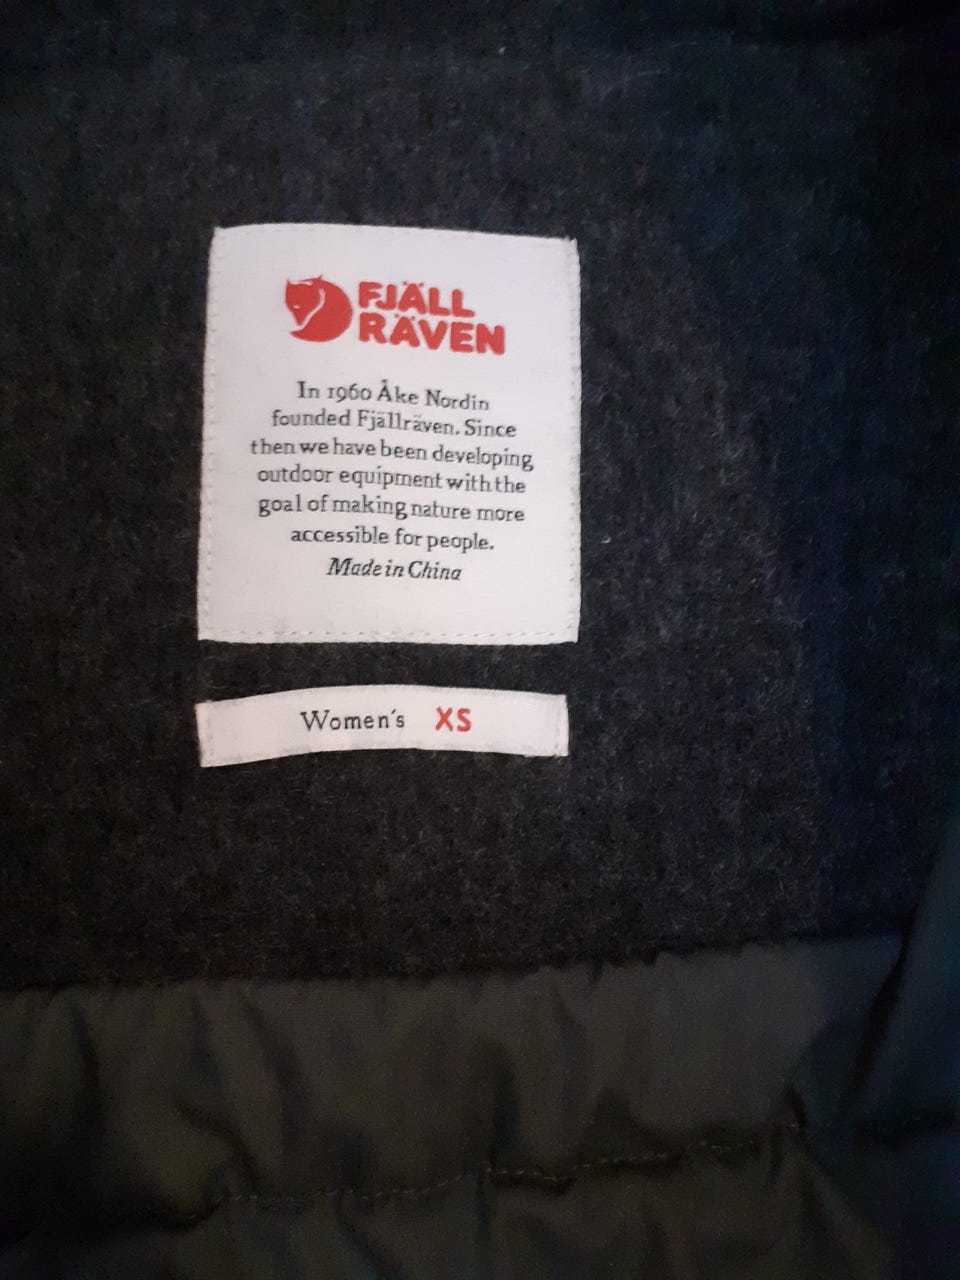 FJÄLL
RÄVEN
In 1960 Åke Nordin
founded Fjällräven. Since
then we have been developing
outdoor equipment with the
goal of making nature more
accessible for people.
Made in China
Women's XS